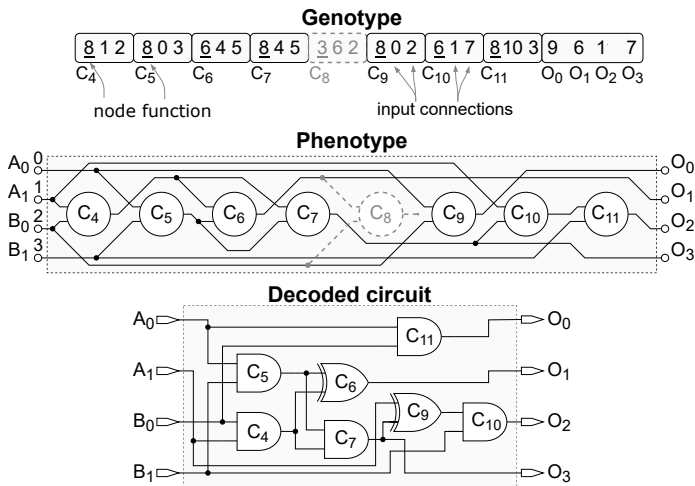 Genotype
8 1 2 8 0 3 6 4 5 8 4 5 3 6 2 8 0 2 6 1 7 8 10 3 9 6 1 7
C4 C5 C6 C7 C8 C9 C10 C11 O0 O1 O2 O3
node function input connections
Phenotype
A0 0 O0
A1 1 O1
C4 C5 C6 C7 C8 C9 C10 C11
B0 2 O2
B1 3 O3
Decoded circuit
A0 C11 O0
A1 C5 C6 O1
B0 C4 C7 C9 C10 O2
B1 O3